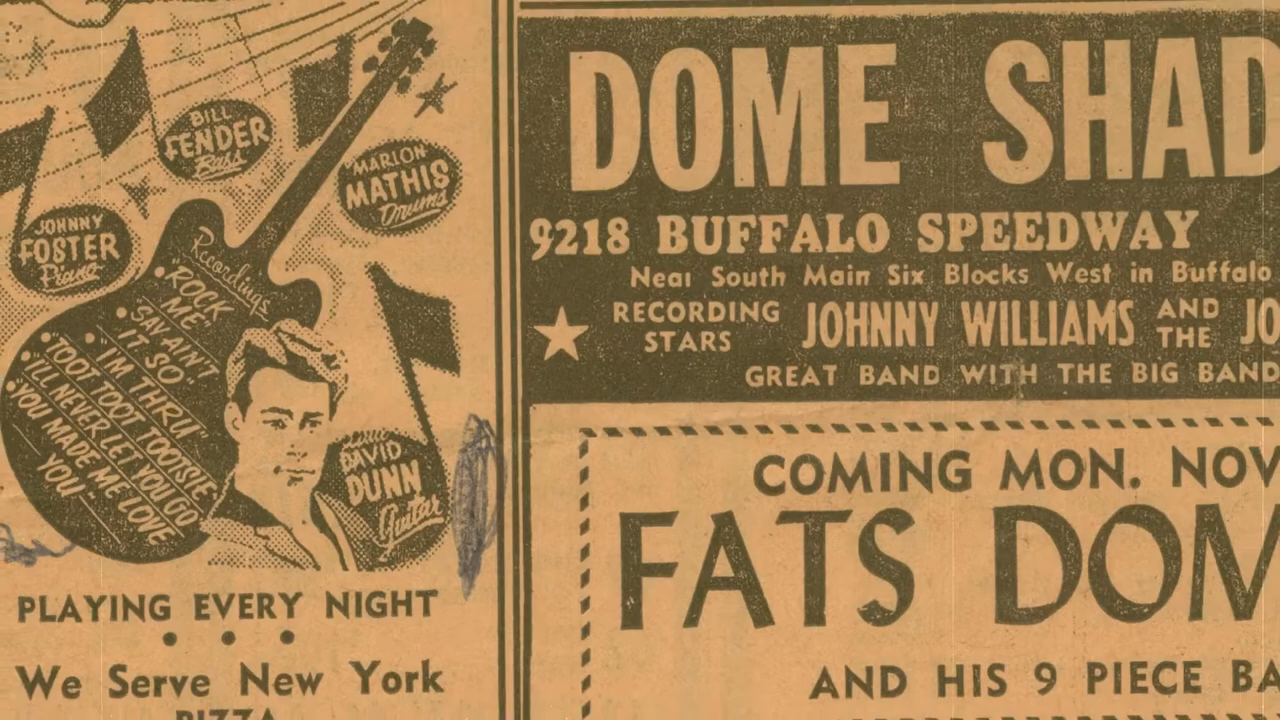 BILL
FENDER
Bass
MARLON
MATHIS
Drums
JOHNNY
FOSTER
Piano
Recordings
• "ROCK
ME"
• SAY AIN'T
IT SO"
• "I'M THRU"
• TOOT TOOT TOOTSIE"
• "I'LL NEVER LET YOU GO"
• "YOU MADE ME LOVE
YOU"
DAVID
DUNN
Guitar
PLAYING EVERY NIGHT
• • •
We Serve New York
PIZZA
DOME SHAD
9218 BUFFALO SPEEDWAY
Near South Main Six Blocks West in Buffalo
RECORDING
STARS
JOHNNY WILLIAMS AND
THE JO
GREAT BAND WITH THE BIG BAND
COMING MON. NOV
FATS DOM
AND HIS 9 PIECE BA